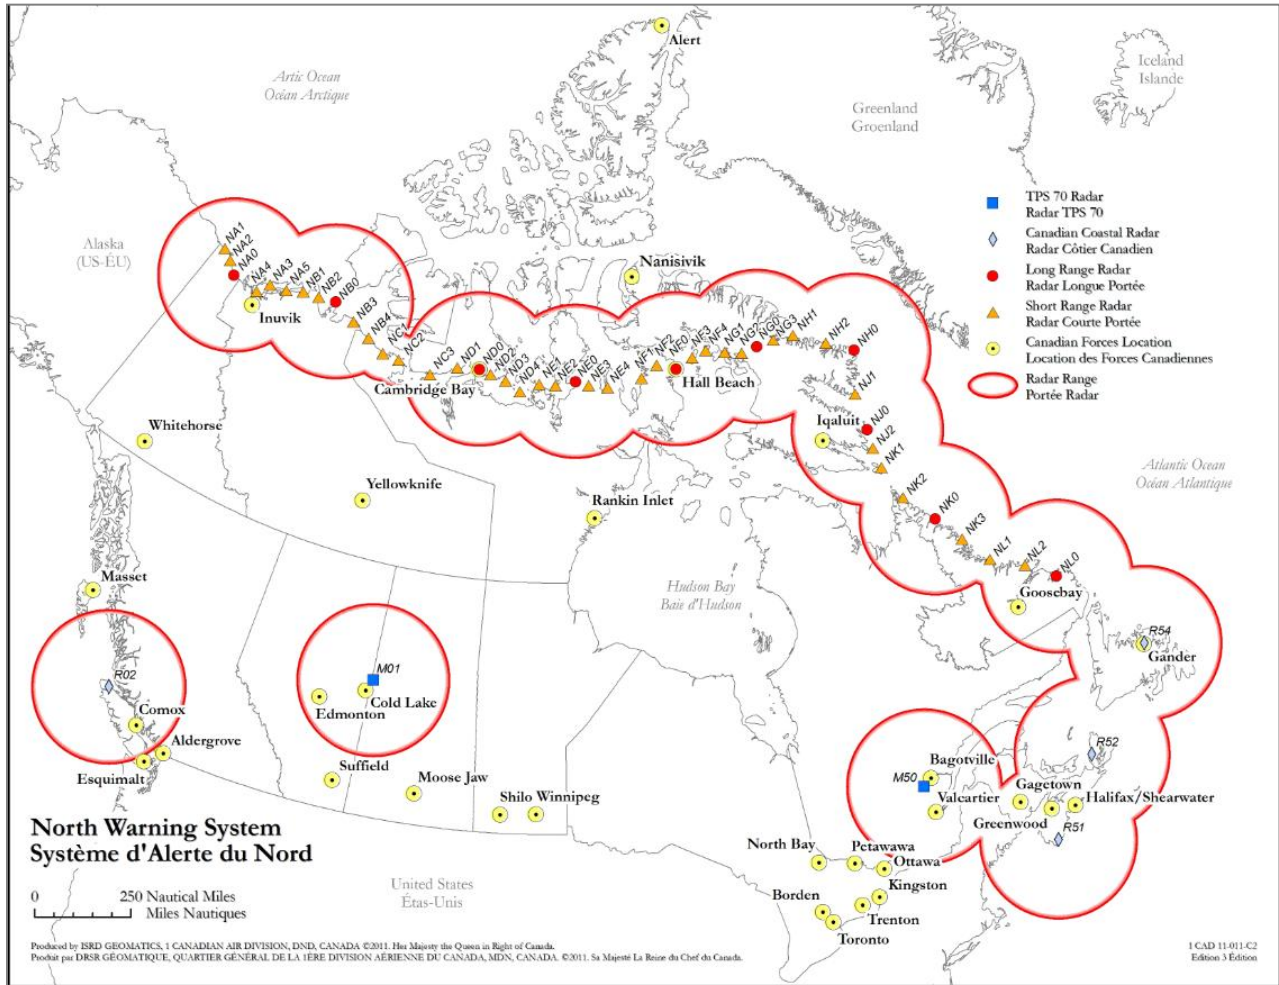 Alert
Artic Ocean
Océan Arctique
Iceland
Islande
Greenland
Groenland
TPS 70 Radar
Radar TPS 70
Canadian Coastal Radar
Radar Côtier Canadien
Long Range Radar
Radar Longue Portée
Short Range Radar
Radar Courte Portée
Canadian Forces Location
Location des Forces Canadiennes
Radar Range
Portée Radar
Alaska
(US-ÉU)
NA1
NA2
NA0
NA4
NA3
NA5
NB1
NB2
NB0
Inuvik
NB3
NB4
NC1
NC2
NC3
ND1
ND0
ND2
ND3
ND4
NE1
NE2
NE0
NE3
NE4
NF1
NF2
NF0
NF3
NF4
NG1
NG2
NG0
NG3
NH1
NH2
NH0
Nanisivik
Cambridge Bay
Hall Beach
NJ1
Iqaluit
NJ0
NJ2
NK1
NK2
NK0
NK3
NL1
NL2
NL0
Goosebay
Atlantic Ocean
Océan Atlantique
Whitehorse
Yellowknife
Rankin Inlet
Hudson Bay
Baie d'Hudson
Masset
R02
Comox
Aldergrove
Esquimalt
M01
Cold Lake
Edmonton
Suffield
Moose Jaw
Shilo Winnipeg
R54
Gander
R52
Bagotville
M50
Valcartier
Gagetown
Halifax/Shearwater
Greenwood
R51
North Bay
Petawawa
Ottawa
Kingston
Borden
Trenton
Toronto
North Warning System
Système d'Alerte du Nord
0 250 Nautical Miles
Miles Nautiques
United States
Étas-Unis
Produced by ISRD GEOMATICS, 1 CANADIAN AIR DIVISION, DND, CANADA ©2011. Her Majesty the Queen in Right of Canada.
Produit par DRSR GÉOMATIQUE, QUARTIER GÉNÉRAL DE LA 1ÈRE DIVISION AÉRIENNE DU CANADA, MDN, CANADA. ©2011. Sa Majesté La Reine du Chef du Canada.
1 CAD 11-011-C2
Edition 3 Édition